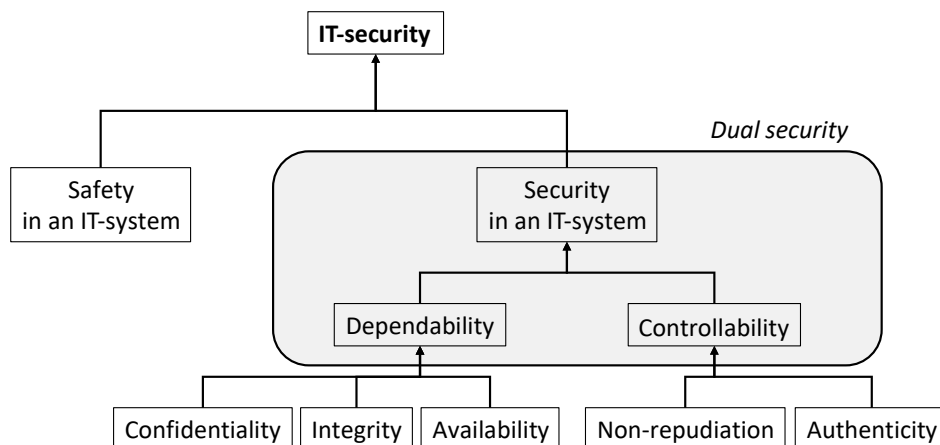 IT-security
Dual security
Safety
in an IT-system
Security
in an IT-system
Dependability
Controllability
Confidentiality
Integrity
Availability
Non-repudiation
Authenticity